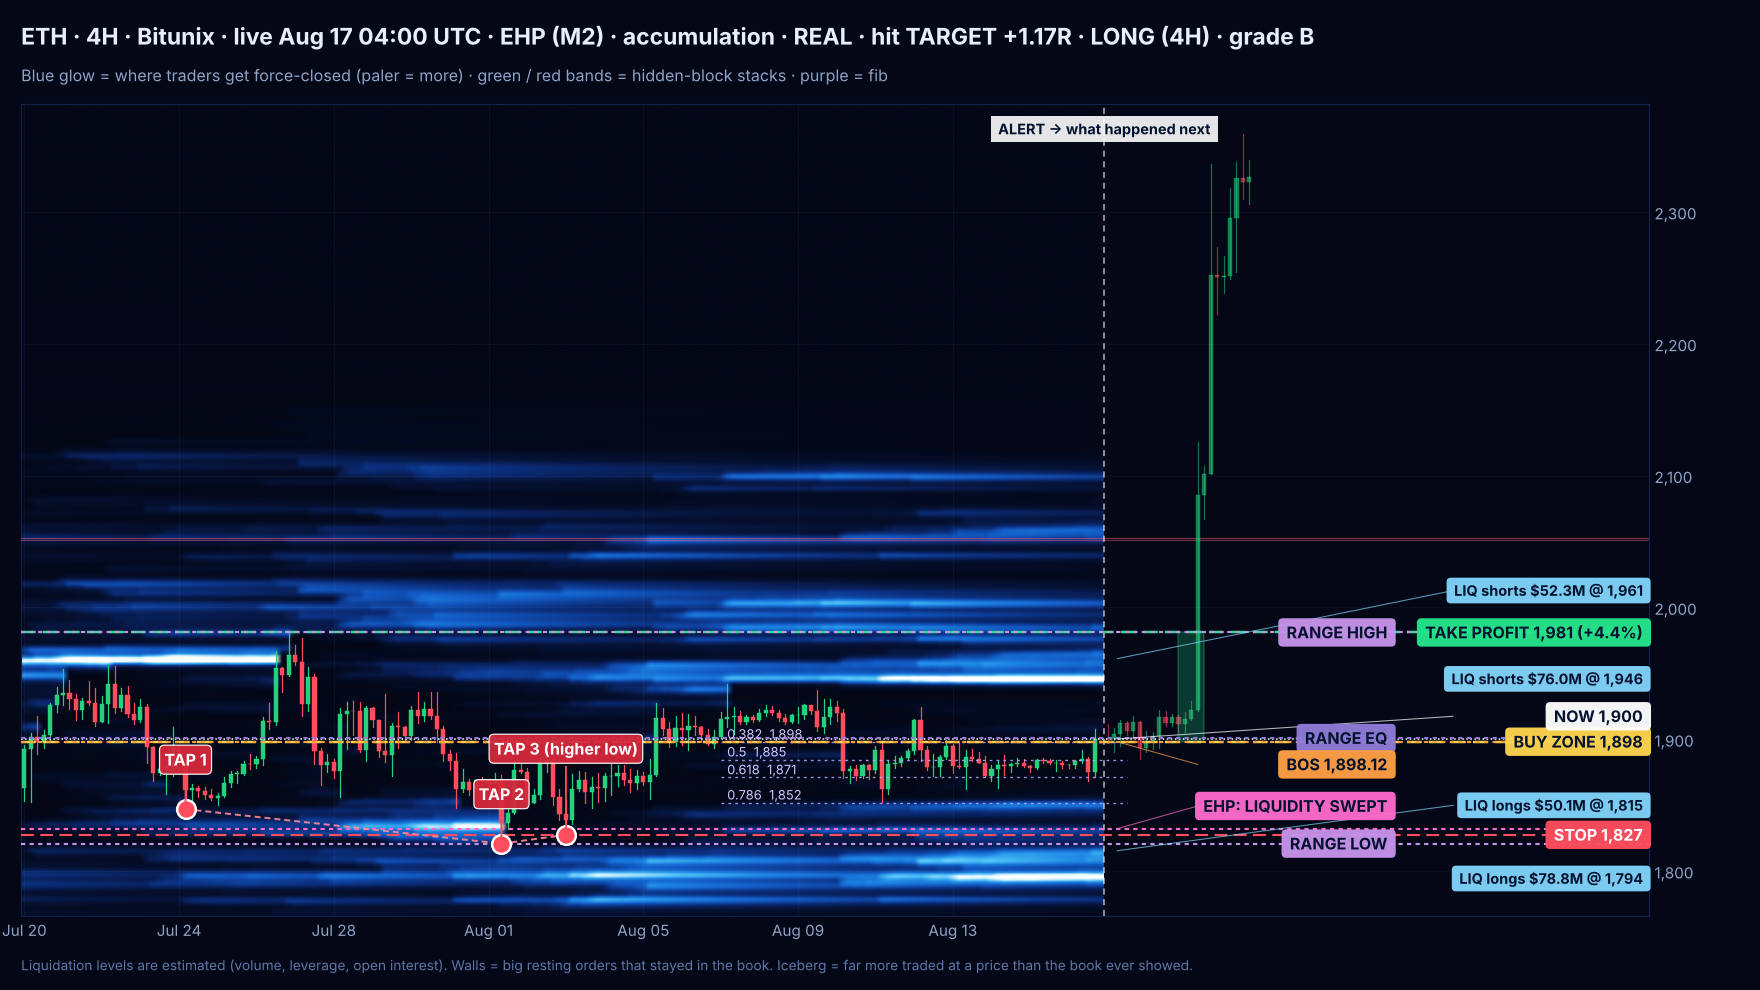 ETH · 4H · Bitunix · live Aug 17 04:00 UTC · EHP (M2) · accumulation · REAL · hit TARGET +1.17R · LONG (4H) · grade B
Blue glow = where traders get force-closed (paler = more) · green / red bands = hidden-block stacks · purple = fib
ALERT → what happened next
2,300
2,200
2,100
2,000
1,900
1,800
LIQ shorts $52.3M @ 1,961
RANGE HIGH
TAKE PROFIT 1,981 (+4.4%)
LIQ shorts $76.0M @ 1,946
NOW 1,900
RANGE EQ
BUY ZONE 1,898
BOS 1,898.12
EHP: LIQUIDITY SWEPT
LIQ longs $50.1M @ 1,815
STOP 1,827
RANGE LOW
LIQ longs $78.8M @ 1,794
TAP 1
TAP 2
TAP 3 (higher low)
0.382 1,898
0.5 1,885
0.618 1,871
0.786 1,852
Jul 20
Jul 24
Jul 28
Aug 01
Aug 05
Aug 09
Aug 13
Liquidation levels are estimated (volume, leverage, open interest). Walls = big resting orders that stayed in the book. Iceberg = far more traded at a price than the book ever showed.